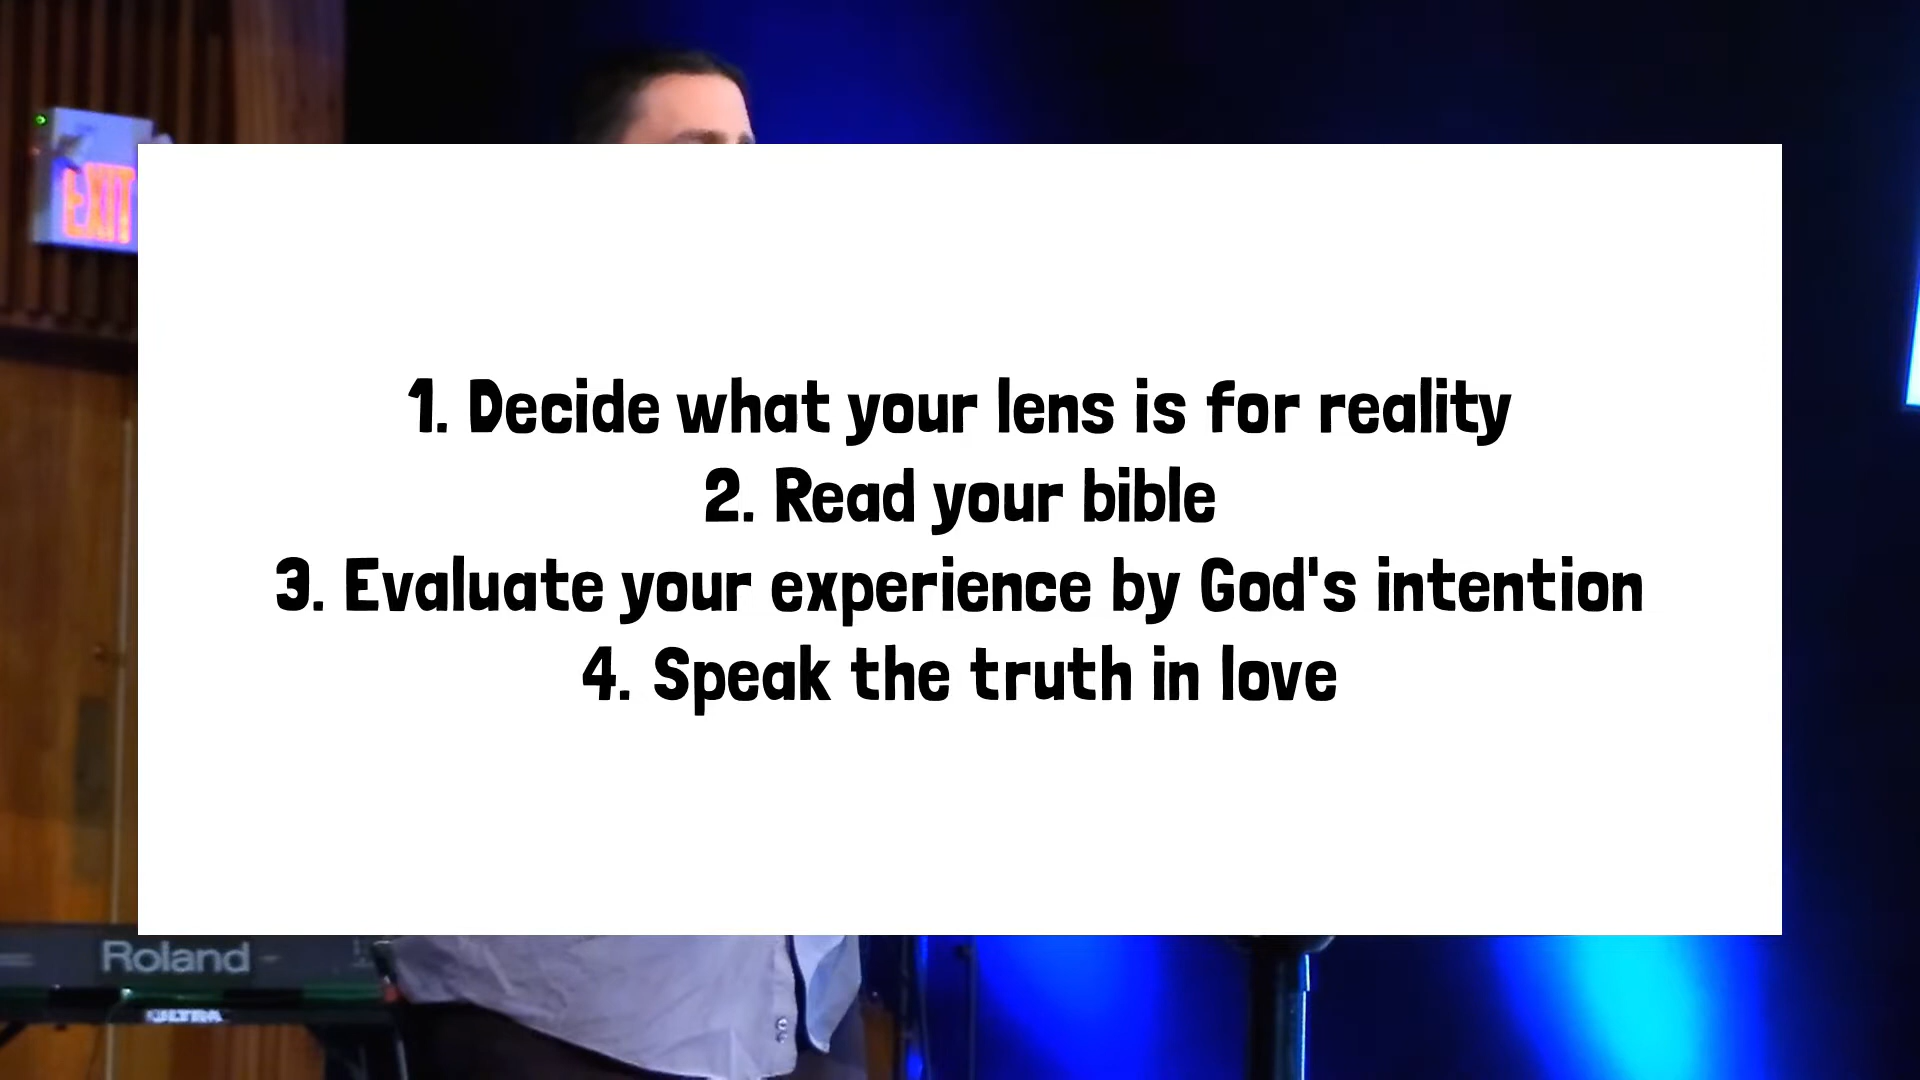 EXIT
1. Decide what your lens is for reality
2. Read your bible
3. Evaluate your experience by God's intention
4. Speak the truth in love
Roland
ULTRA